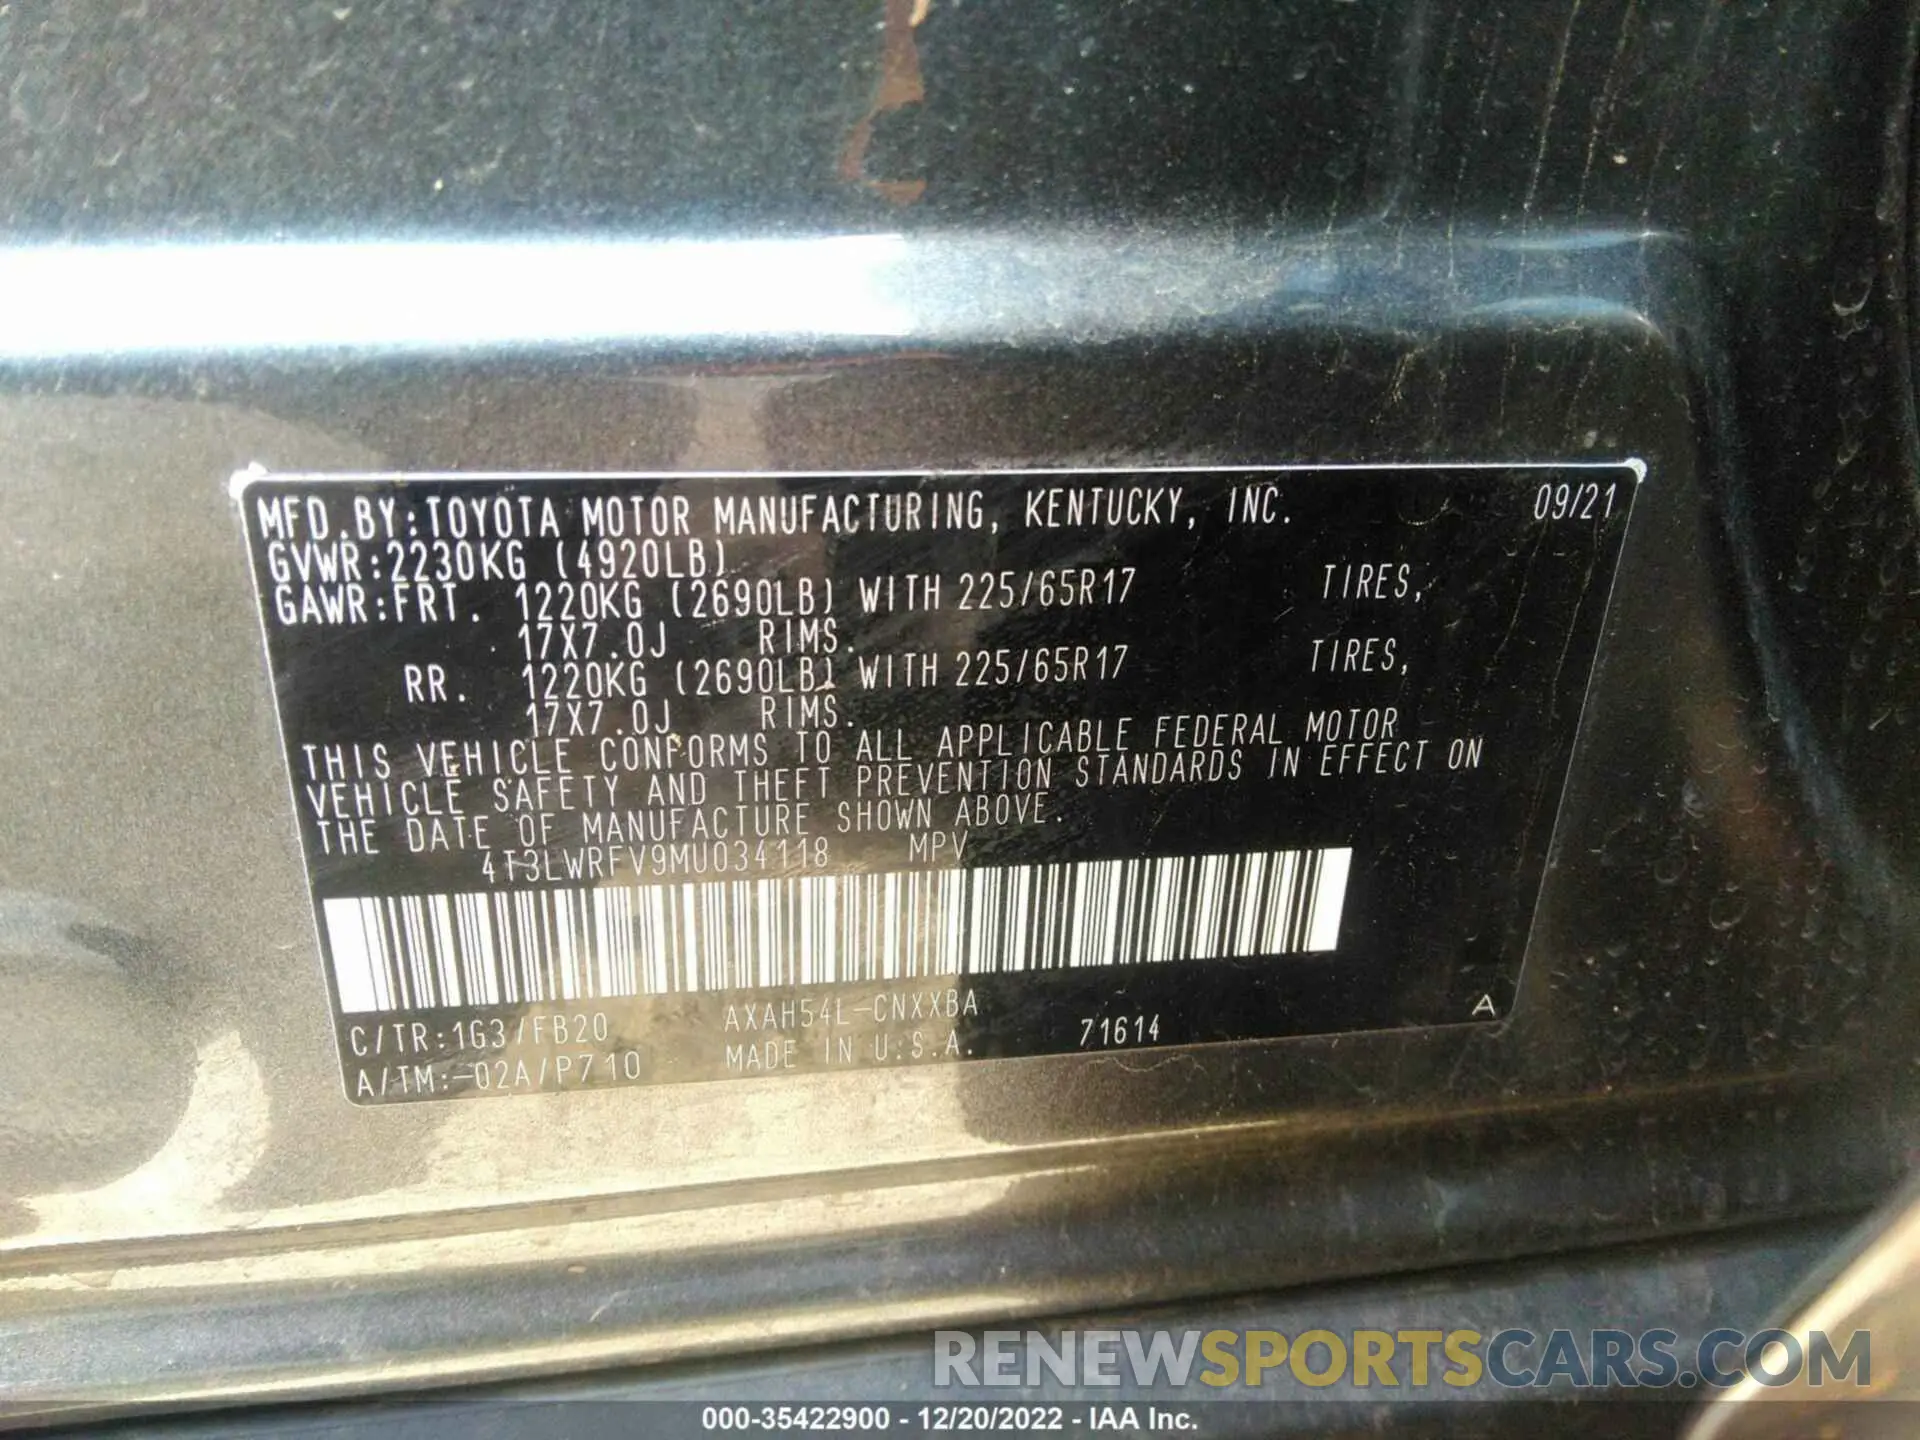 MFD.BY:TOYOTA MOTOR MANUFACTURING, KENTUCKY, INC. 09/21
GVWR:2230KG (4920LB)
GAWR:FRT. 1220KG (2690LB) WITH 225/65R17 TIRES,
17X7.0J RIMS.
RR. 1220KG (2690LB) WITH 225/65R17 TIRES,
17X7.0J RIMS.
THIS VEHICLE CONFORMS TO ALL APPLICABLE FEDERAL MOTOR
VEHICLE SAFETY AND THEFT PREVENTION STANDARDS IN EFFECT ON
THE DATE OF MANUFACTURE SHOWN ABOVE.
4T3LWRFV9MU034118 MPV
C/TR:1G3/FB20 AXAH54L-CNXXBA
A/TM:-02A/P710 MADE IN U.S.A. 71614 A
RENEWSPORTSCARS.COM
000-35422900 - 12/20/2022 - IAA Inc.